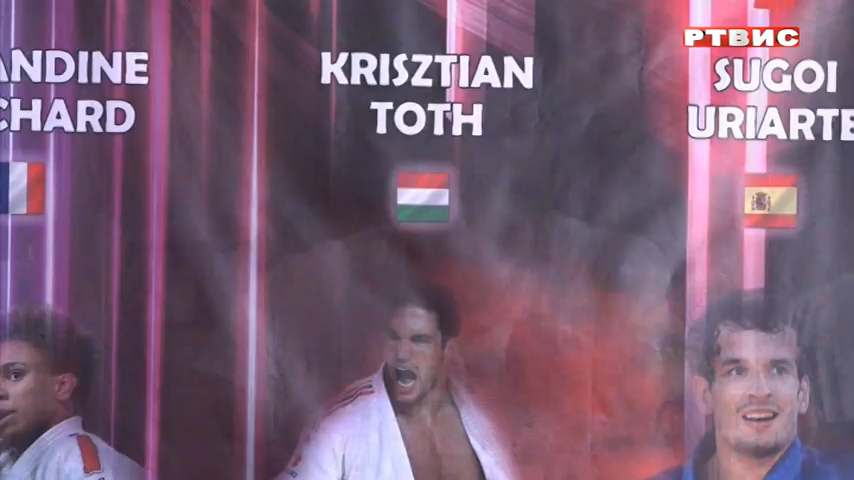 РТВИС
ANDINE
CHARD
KRISZTIAN
TOTH
SUGOI
URIARTE